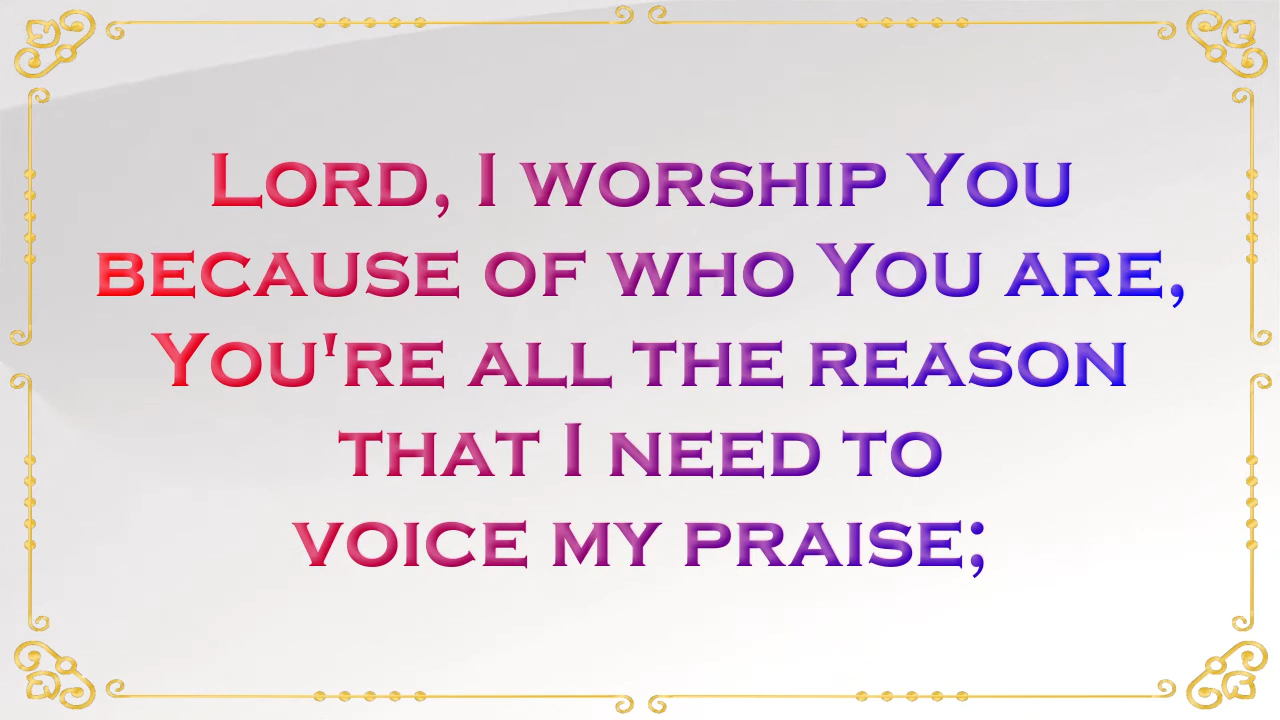 Lord, I worship You
because of who You are,
You're all the reason
that I need to
voice my praise;